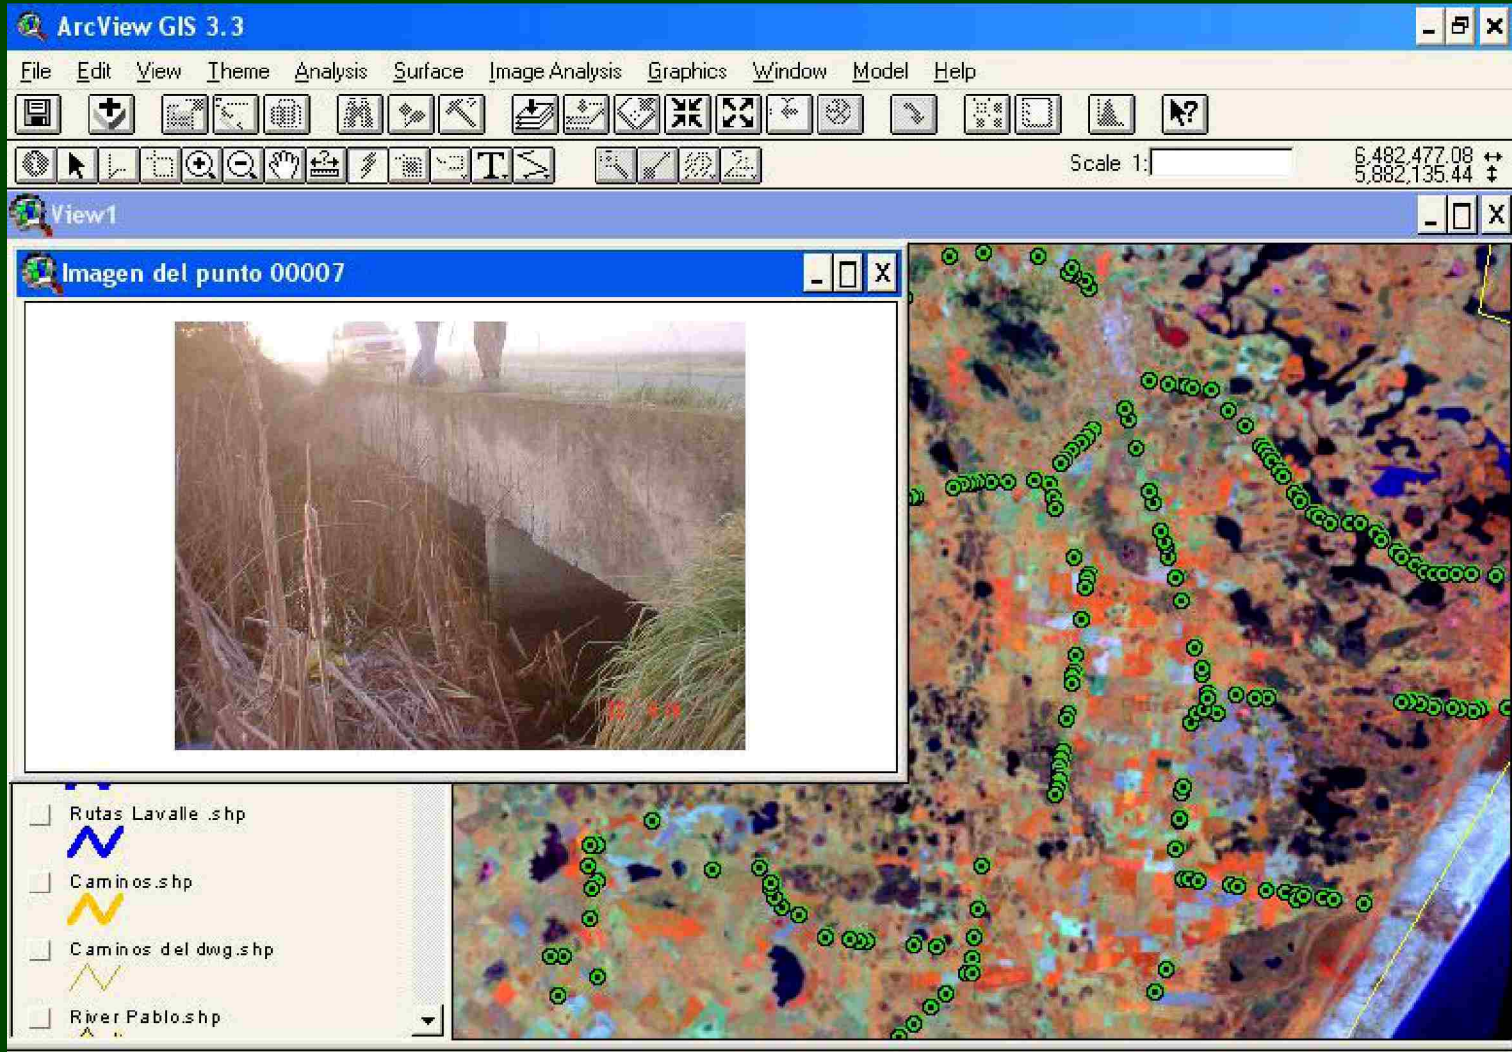 ArcView GIS 3.3
File Edit View Theme Analysis Surface Image Analysis Graphics Window Model Help
T
?
Scale 1:
6,482,477.08
5,882,135.44
View1
Imagen del punto 00007
Rutas Lavalle .shp
Caminos.shp
Caminos del dwg.shp
River Pablo.shp